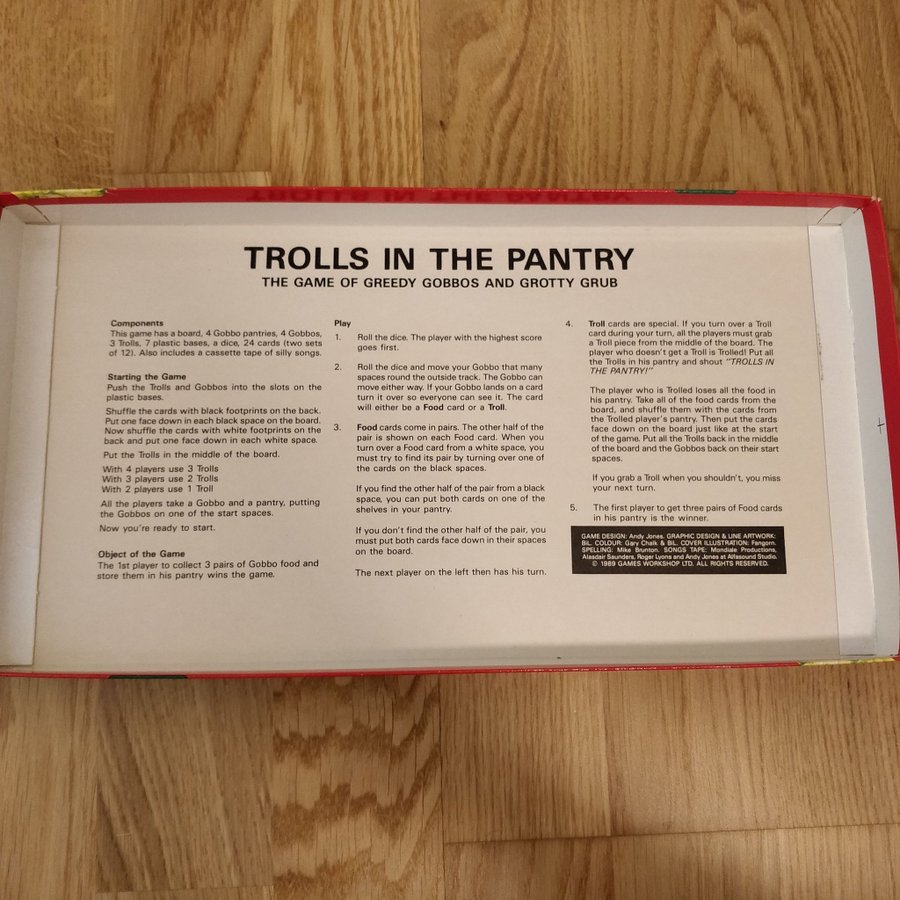 TROLLS IN THE PANTRY
TROLLS IN THE PANTRY
THE GAME OF GREEDY GOBBOS AND GROTTY GRUB
Components
This game has a board, 4 Gobbo pantries, 4 Gobbos,
3 Trolls, 7 plastic bases, a dice, 24 cards (two sets
of 12). Also includes a cassette tape of silly songs.
Starting the Game
Push the Trolls and Gobbos into the slots on the
plastic bases.
Shuffle the cards with black footprints on the back.
Put one face down in each black space on the board.
Now shuffle the cards with white footprints on the
back and put one face down in each white space.
Put the Trolls in the middle of the board.
With 4 players use 3 Trolls
With 3 players use 2 Trolls
With 2 players use 1 Troll
All the players take a Gobbo and a pantry, putting
the Gobbos on one of the start spaces.
Now you're ready to start.
Object of the Game
The 1st player to collect 3 pairs of Gobbo food and
store them in his pantry wins the game.
Play
1. Roll the dice. The player with the highest score
goes first.
2. Roll the dice and move your Gobbo that many
spaces round the outside track. The Gobbo can
move either way. If your Gobbo lands on a card
turn it over so everyone can see it. The card
will either be a Food card or a Troll.
3. Food cards come in pairs. The other half of the
pair is shown on each Food card. When you
turn over a Food card from a white space, you
must try to find its pair by turning over one of
the cards on the black spaces.
If you find the other half of the pair from a black
space, you can put both cards on one of the
shelves in your pantry.
If you don't find the other half of the pair, you
must put both cards face down in their spaces
on the board.
The next player on the left then has his turn.
4. Troll cards are special. If you turn over a Troll
card during your turn, all the players must grab
a Troll piece from the middle of the board. The
player who doesn't get a Troll is Trolled! Put all
the Trolls in his pantry and shout "TROLLS IN
THE PANTRY!"
The player who is Trolled loses all the food in
his pantry. Take all of the food cards from the
board, and shuffle them with the cards from
the Trolled player's pantry. Then put the cards
face down on the board just like at the start
of the game. Put all the Trolls back in the middle
of the board and the Gobbos back on their start
spaces.
If you grab a Troll when you shouldn't, you miss
your next turn.
5. The first player to get three pairs of Food cards
in his pantry is the winner.
GAME DESIGN: Andy Jones. GRAPHIC DESIGN & LINE ARTWORK:
BIL. COLOUR: Gary Chalk & BIL. COVER ILLUSTRATION: Fangorn.
SPELLING: Mike Brunton. SONGS TAPE: Mondiale Productions,
Alasdair Saunders, Roger Lyons and Andy Jones at Alfasound Studio.
© 1989 GAMES WORKSHOP LTD. ALL RIGHTS RESERVED.